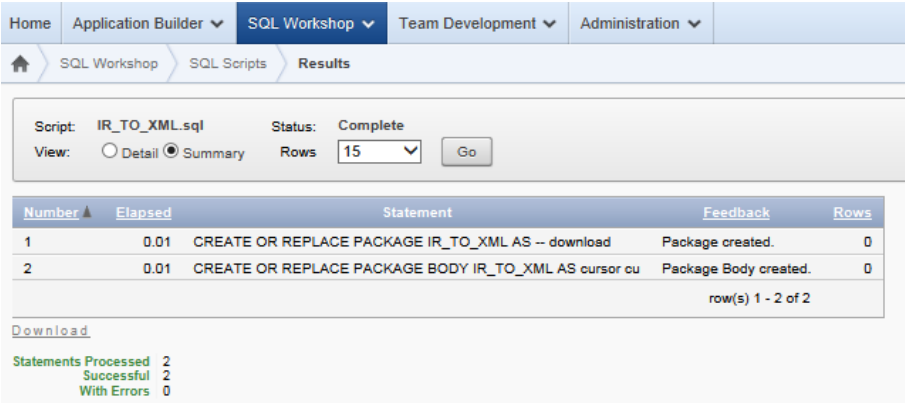 Home Application Builder SQL Workshop Team Development Administration
SQL Workshop SQL Scripts Results
Script: IR_TO_XML.sql Status: Complete
View: Detail Summary Rows 15 Go
Number Elapsed Statement Feedback Rows
1 0.01 CREATE OR REPLACE PACKAGE IR_TO_XML AS -- download Package created. 0
2 0.01 CREATE OR REPLACE PACKAGE BODY IR_TO_XML AS cursor cu Package Body created. 0
row(s) 1 - 2 of 2
Download
Statements Processed 2
Successful 2
With Errors 0